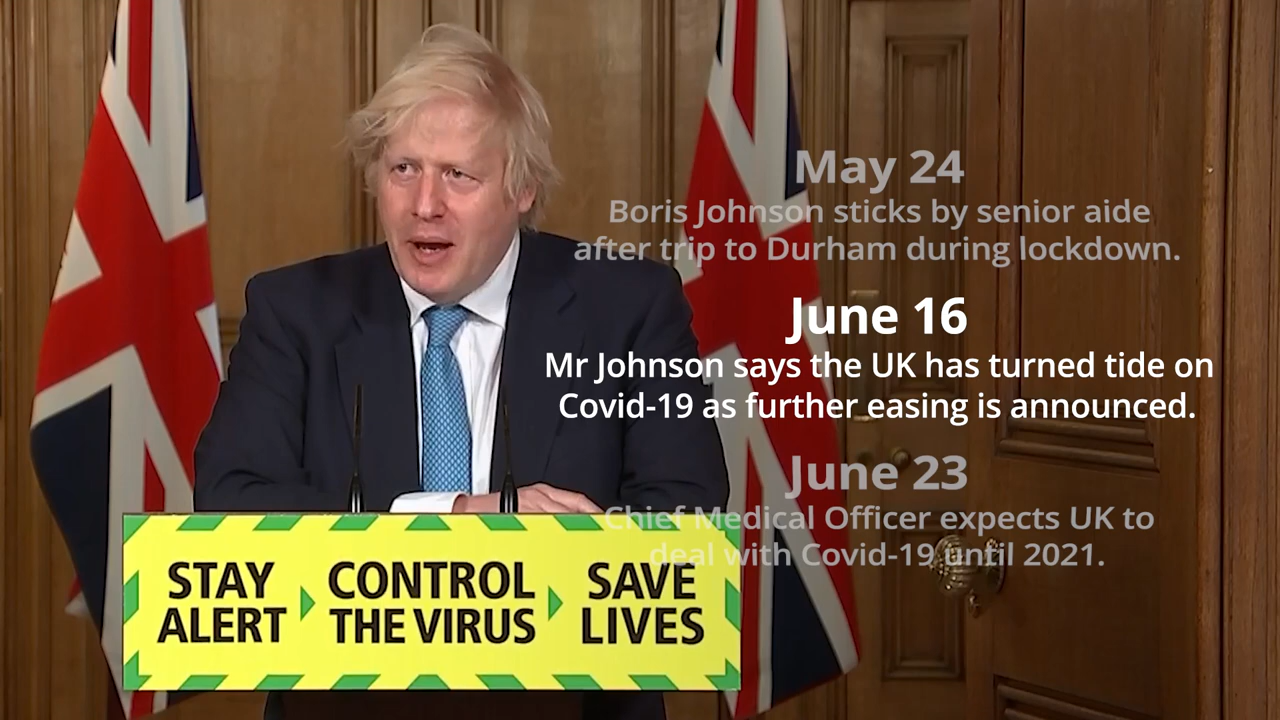 May 24
Boris Johnson sticks by senior aide
after trip to Durham during lockdown.
June 16
Mr Johnson says the UK has turned tide on
Covid-19 as further easing is announced.
June 23
Chief Medical Officer expects UK to
deal with Covid-19 until 2021.
STAY
ALERT
CONTROL
THE VIRUS
SAVE
LIVES